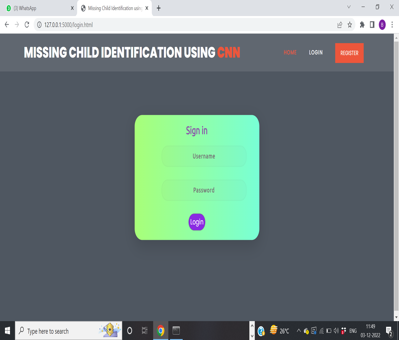 (3) WhatsApp
Missing Child Identification usin
127.0.0.1:5000/login.html
MISSING CHILD IDENTIFICATION USING CNN
HOME
LOGIN
REGISTER
Sign in
Username
Password
Login
Type here to search
26°C
ENG
11:49
03-12-2022